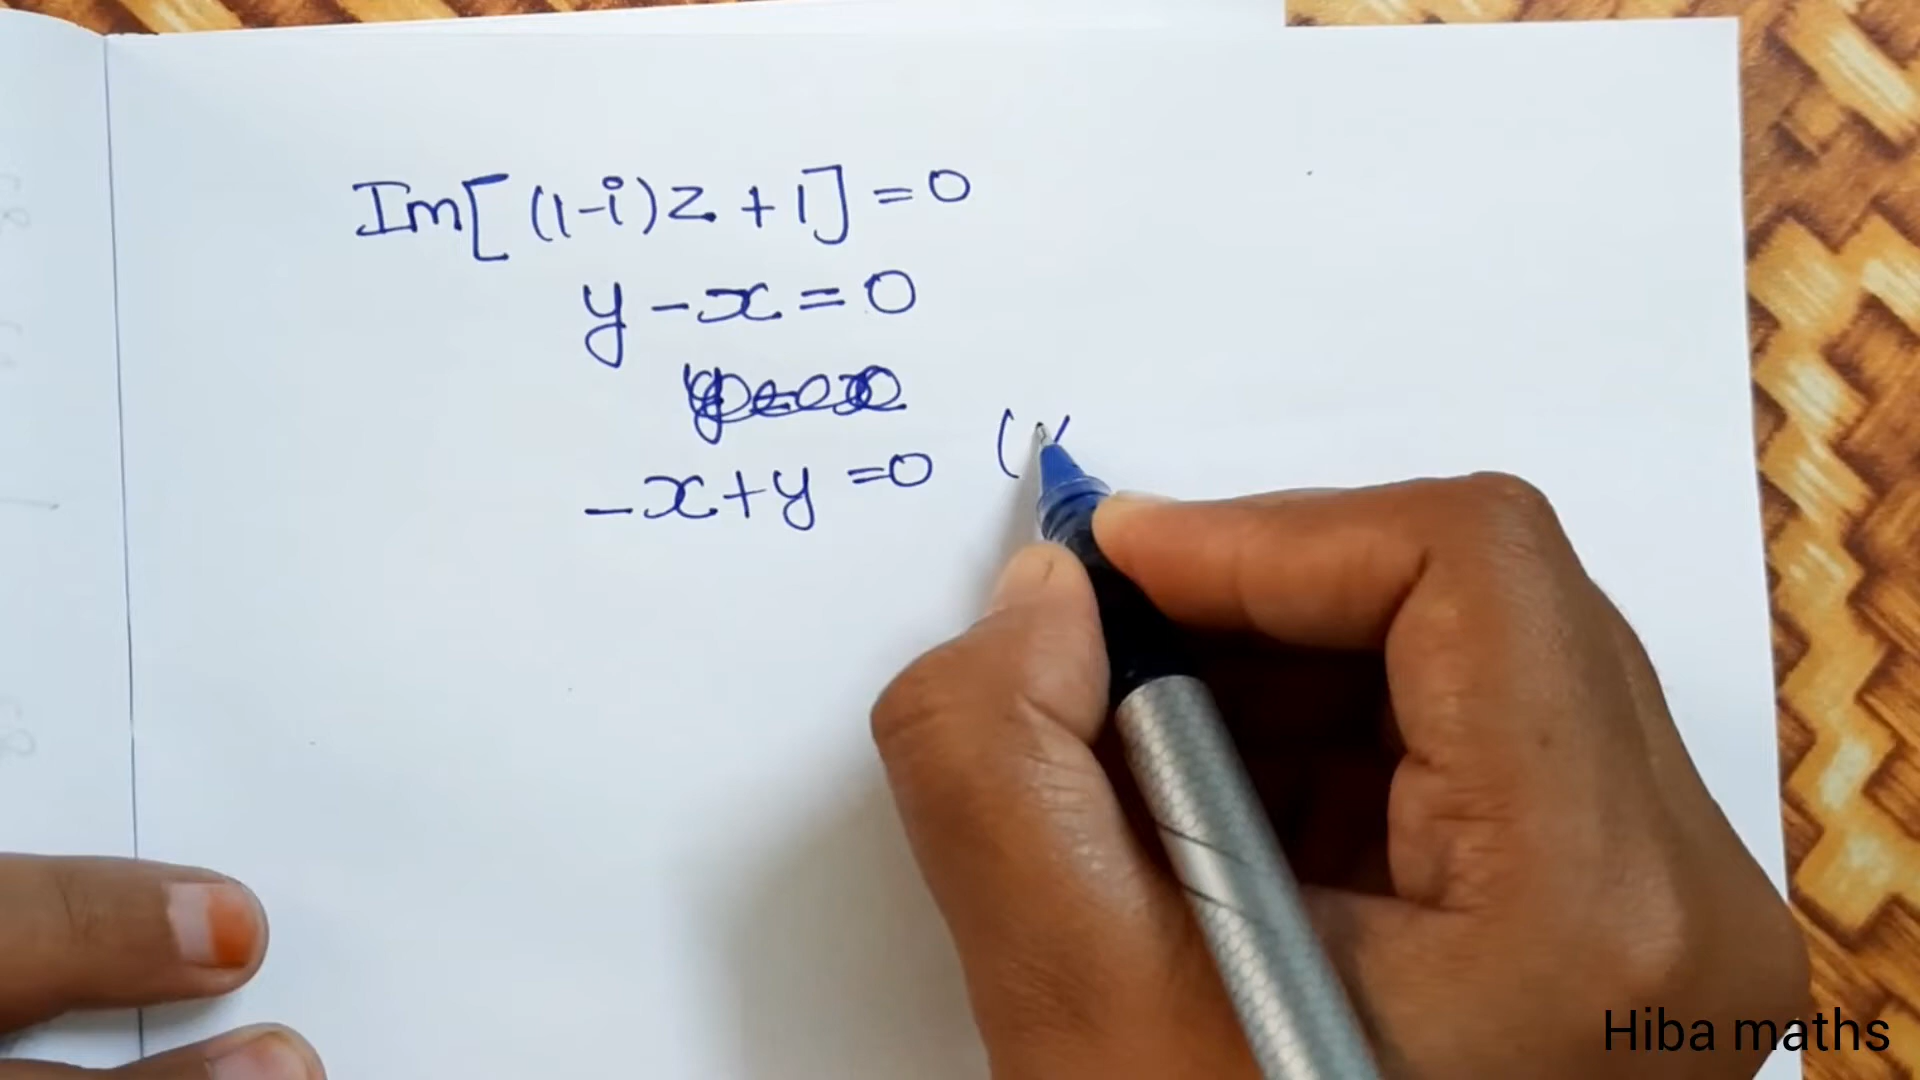 Im[(1-i)z+1]=0
y-x=0
-x+y=0 (
Hiba maths